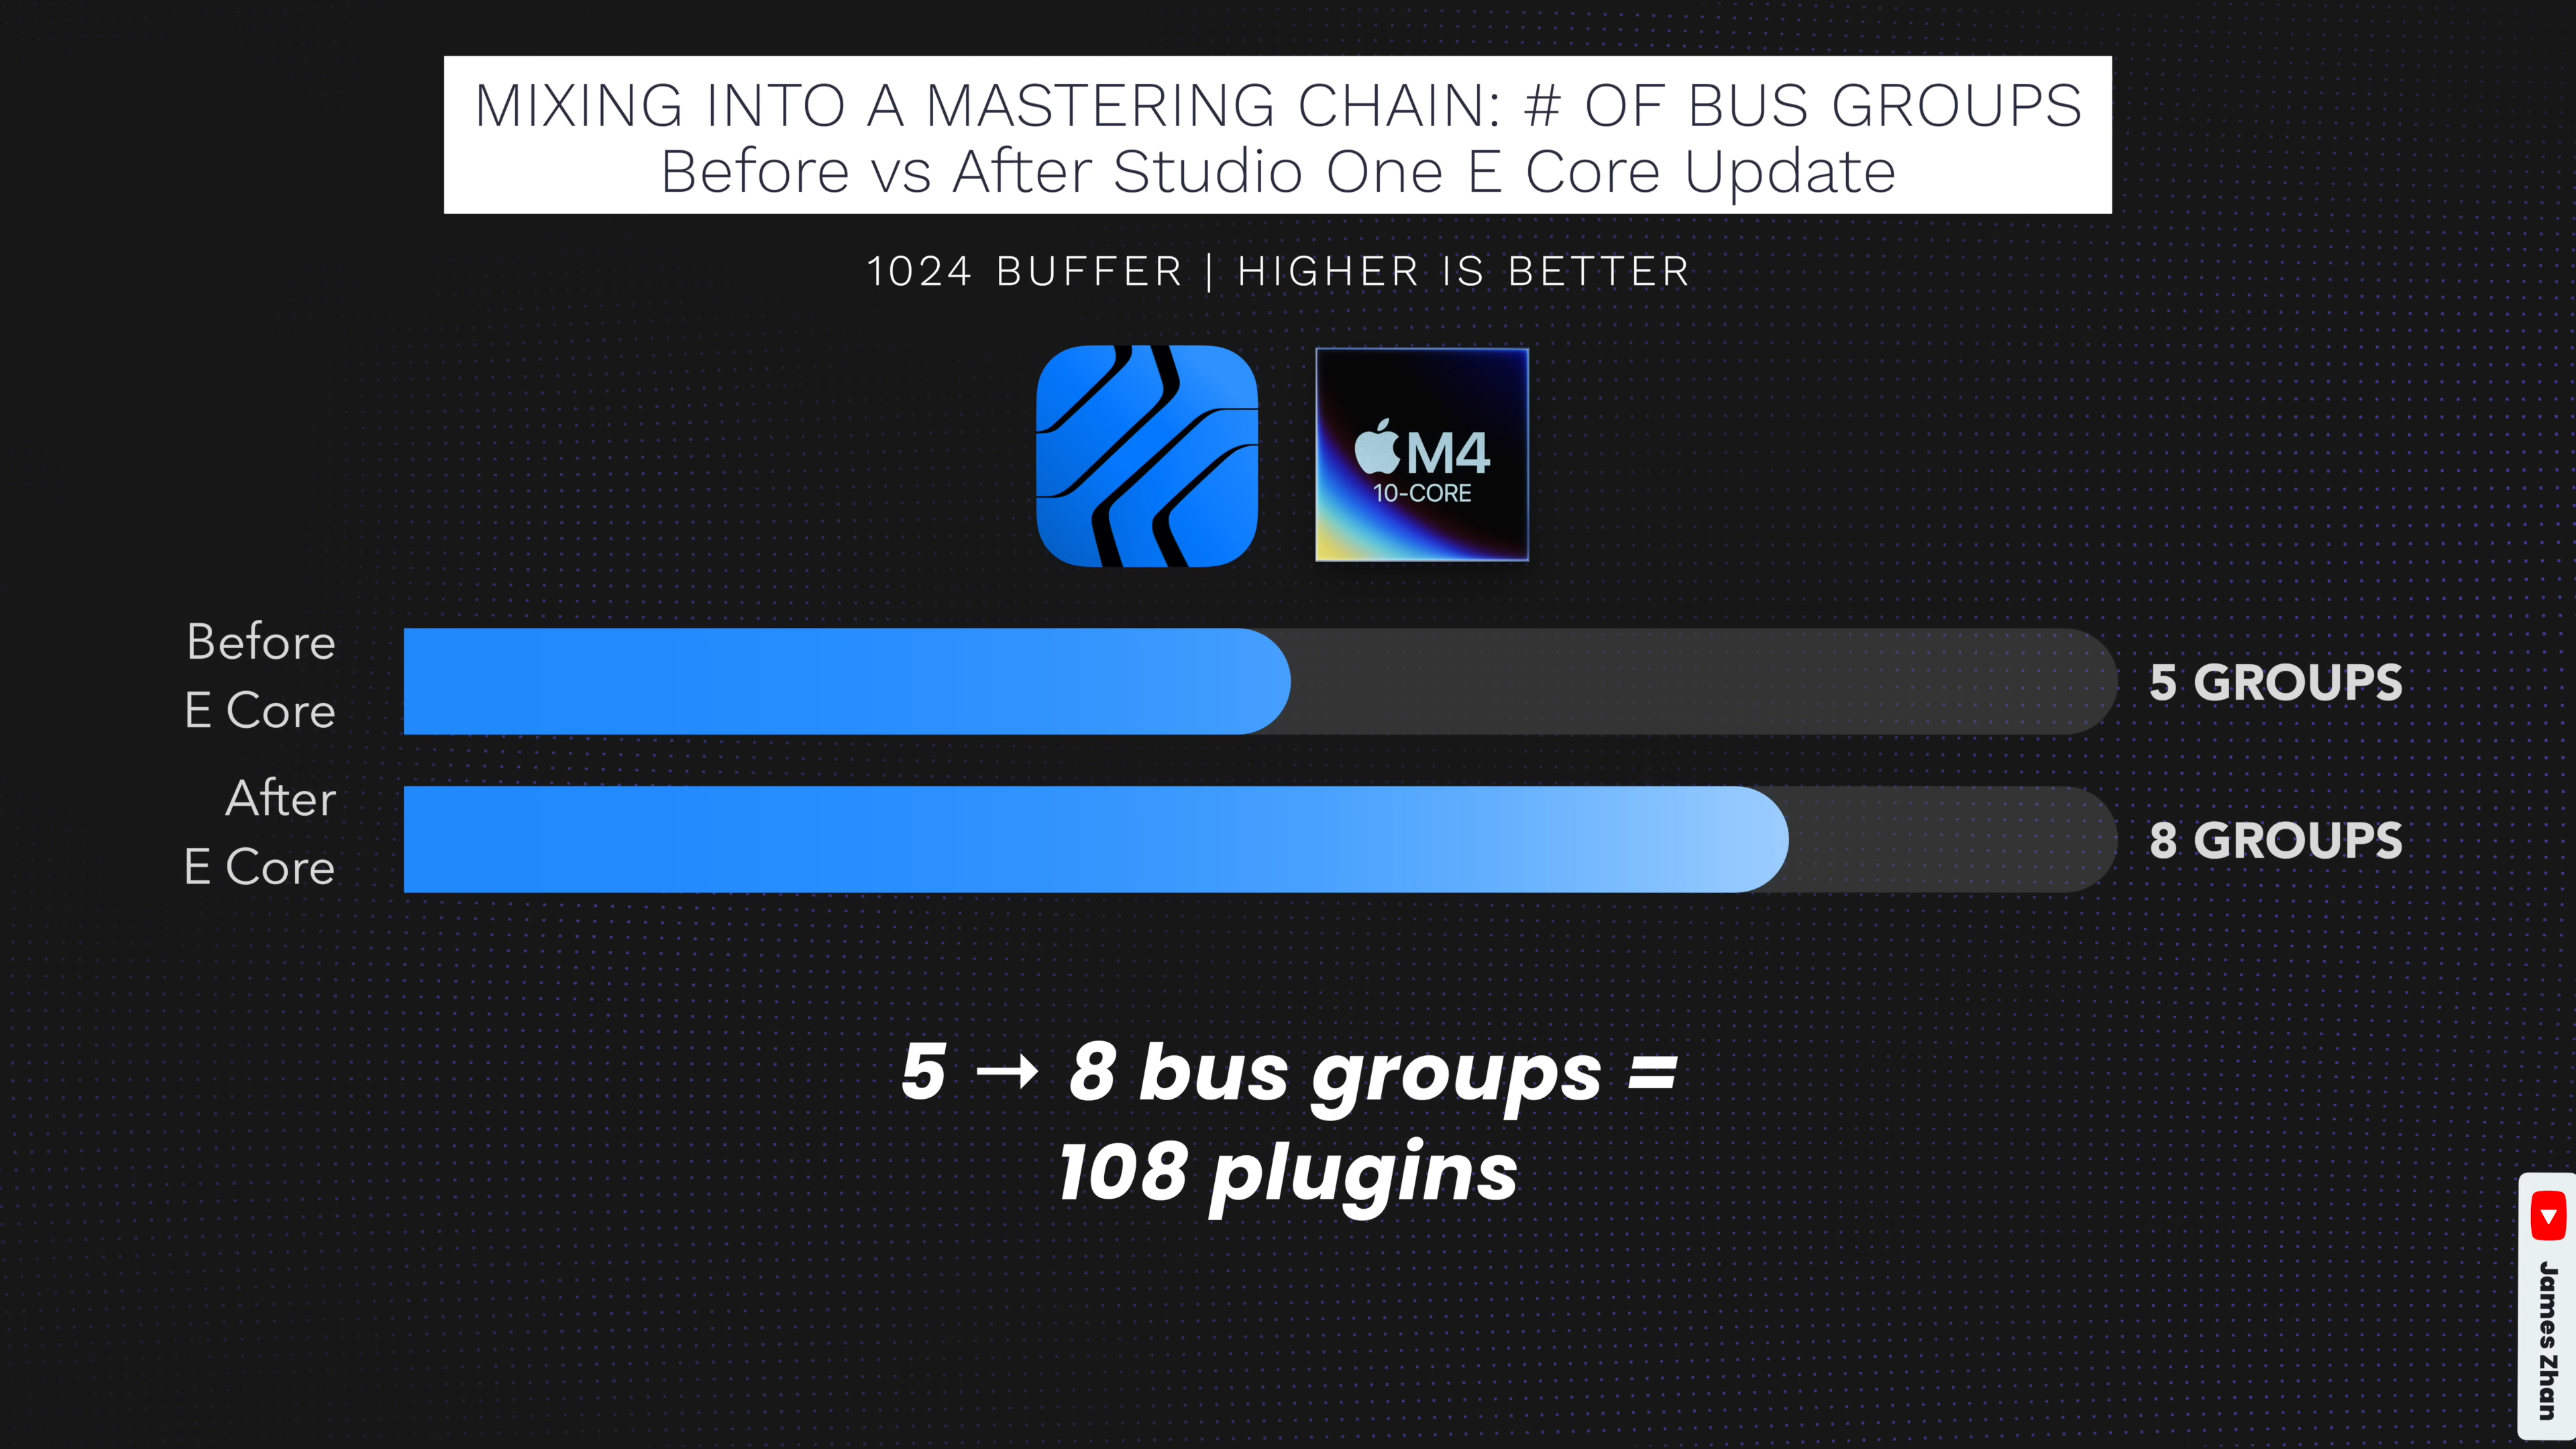 MIXING INTO A MASTERING CHAIN: # OF BUS GROUPS
Before vs After Studio One E Core Update
1024 BUFFER | HIGHER IS BETTER
M4
10-CORE
Before
E Core
5 GROUPS
After
E Core
8 GROUPS
5 → 8 bus groups =
108 plugins
James Zhan